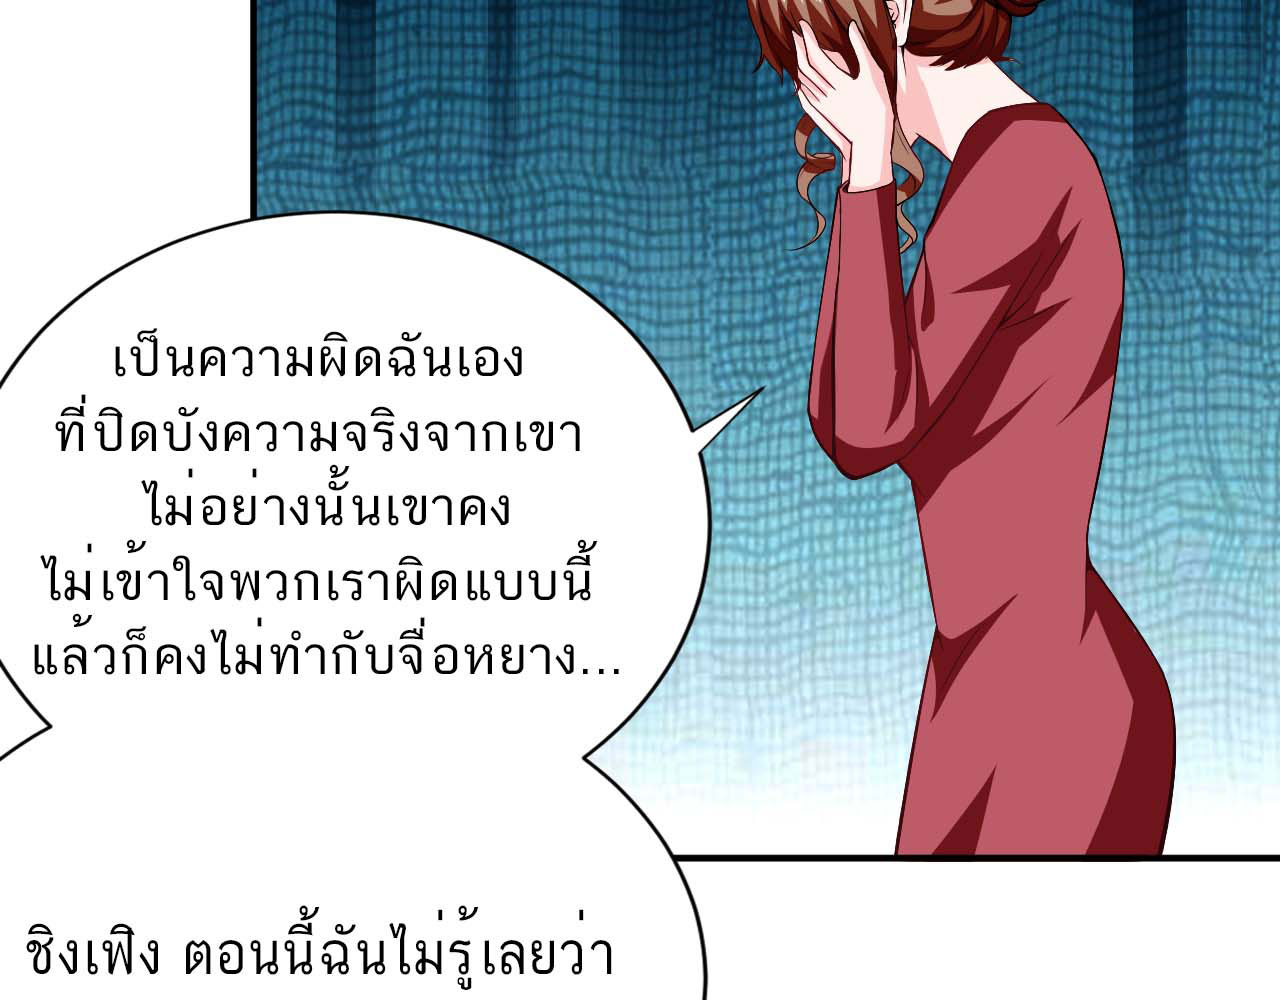 เป็นความผิดฉันเอง
ที่ปิดบังความจริงจากเขา
ไม่อย่างนั้นเขาคง
ไม่เข้าใจพวกเราผิดแบบนี้
แล้วก็คงไม่ทำกับจื่อหยาง...
ชิงเฟิง ตอนนี้ฉันไม่รู้เลยว่า